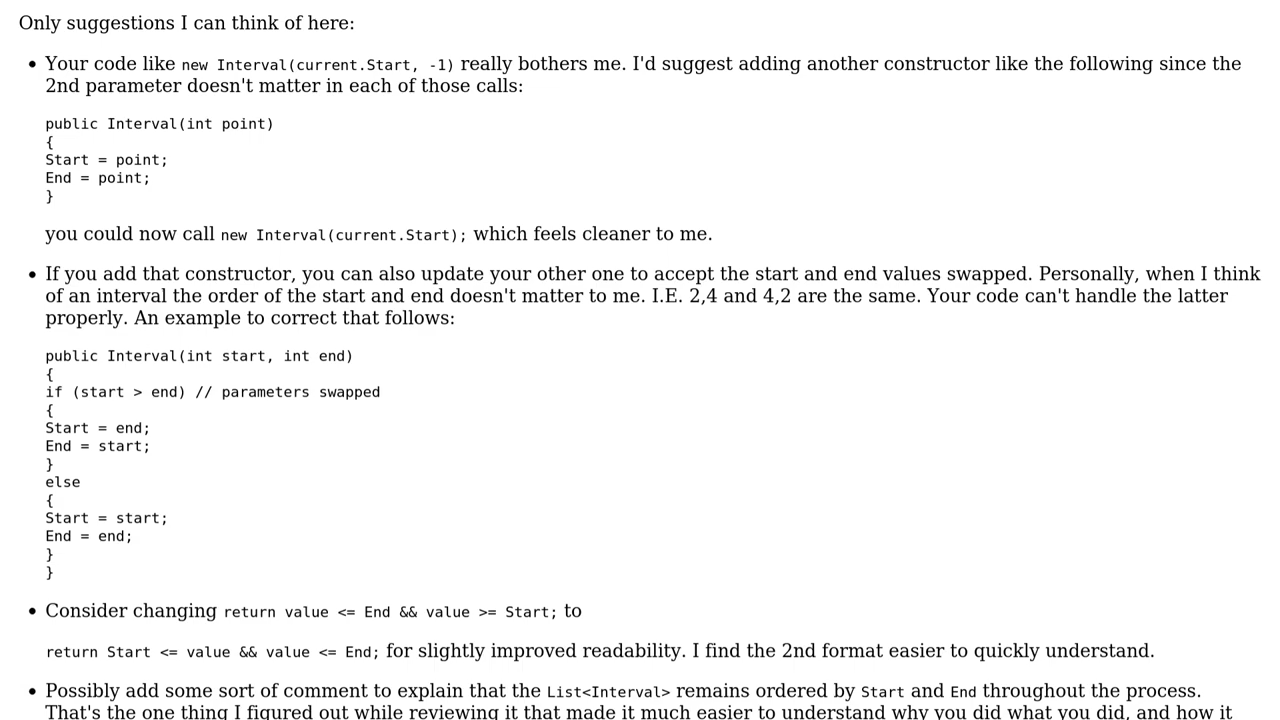 Only suggestions I can think of here:
• Your code like new Interval(current.Start, -1) really bothers me. I'd suggest adding another constructor like the following since the
2nd parameter doesn't matter in each of those calls:
public Interval(int point)
{
Start = point;
End = point;
}
you could now call new Interval(current.Start); which feels cleaner to me.
• If you add that constructor, you can also update your other one to accept the start and end values swapped. Personally, when I think
of an interval the order of the start and end doesn't matter to me. I.E. 2,4 and 4,2 are the same. Your code can't handle the latter
properly. An example to correct that follows:
public Interval(int start, int end)
{
if (start > end) // parameters swapped
{
Start = end;
End = start;
}
else
{
Start = start;
End = end;
}
}
• Consider changing return value <= End && value >= Start; to
return Start <= value && value <= End; for slightly improved readability. I find the 2nd format easier to quickly understand.
• Possibly add some sort of comment to explain that the List<Interval> remains ordered by Start and End throughout the process.
That's the one thing I figured out while reviewing it that made it much easier to understand why you did what you did, and how it